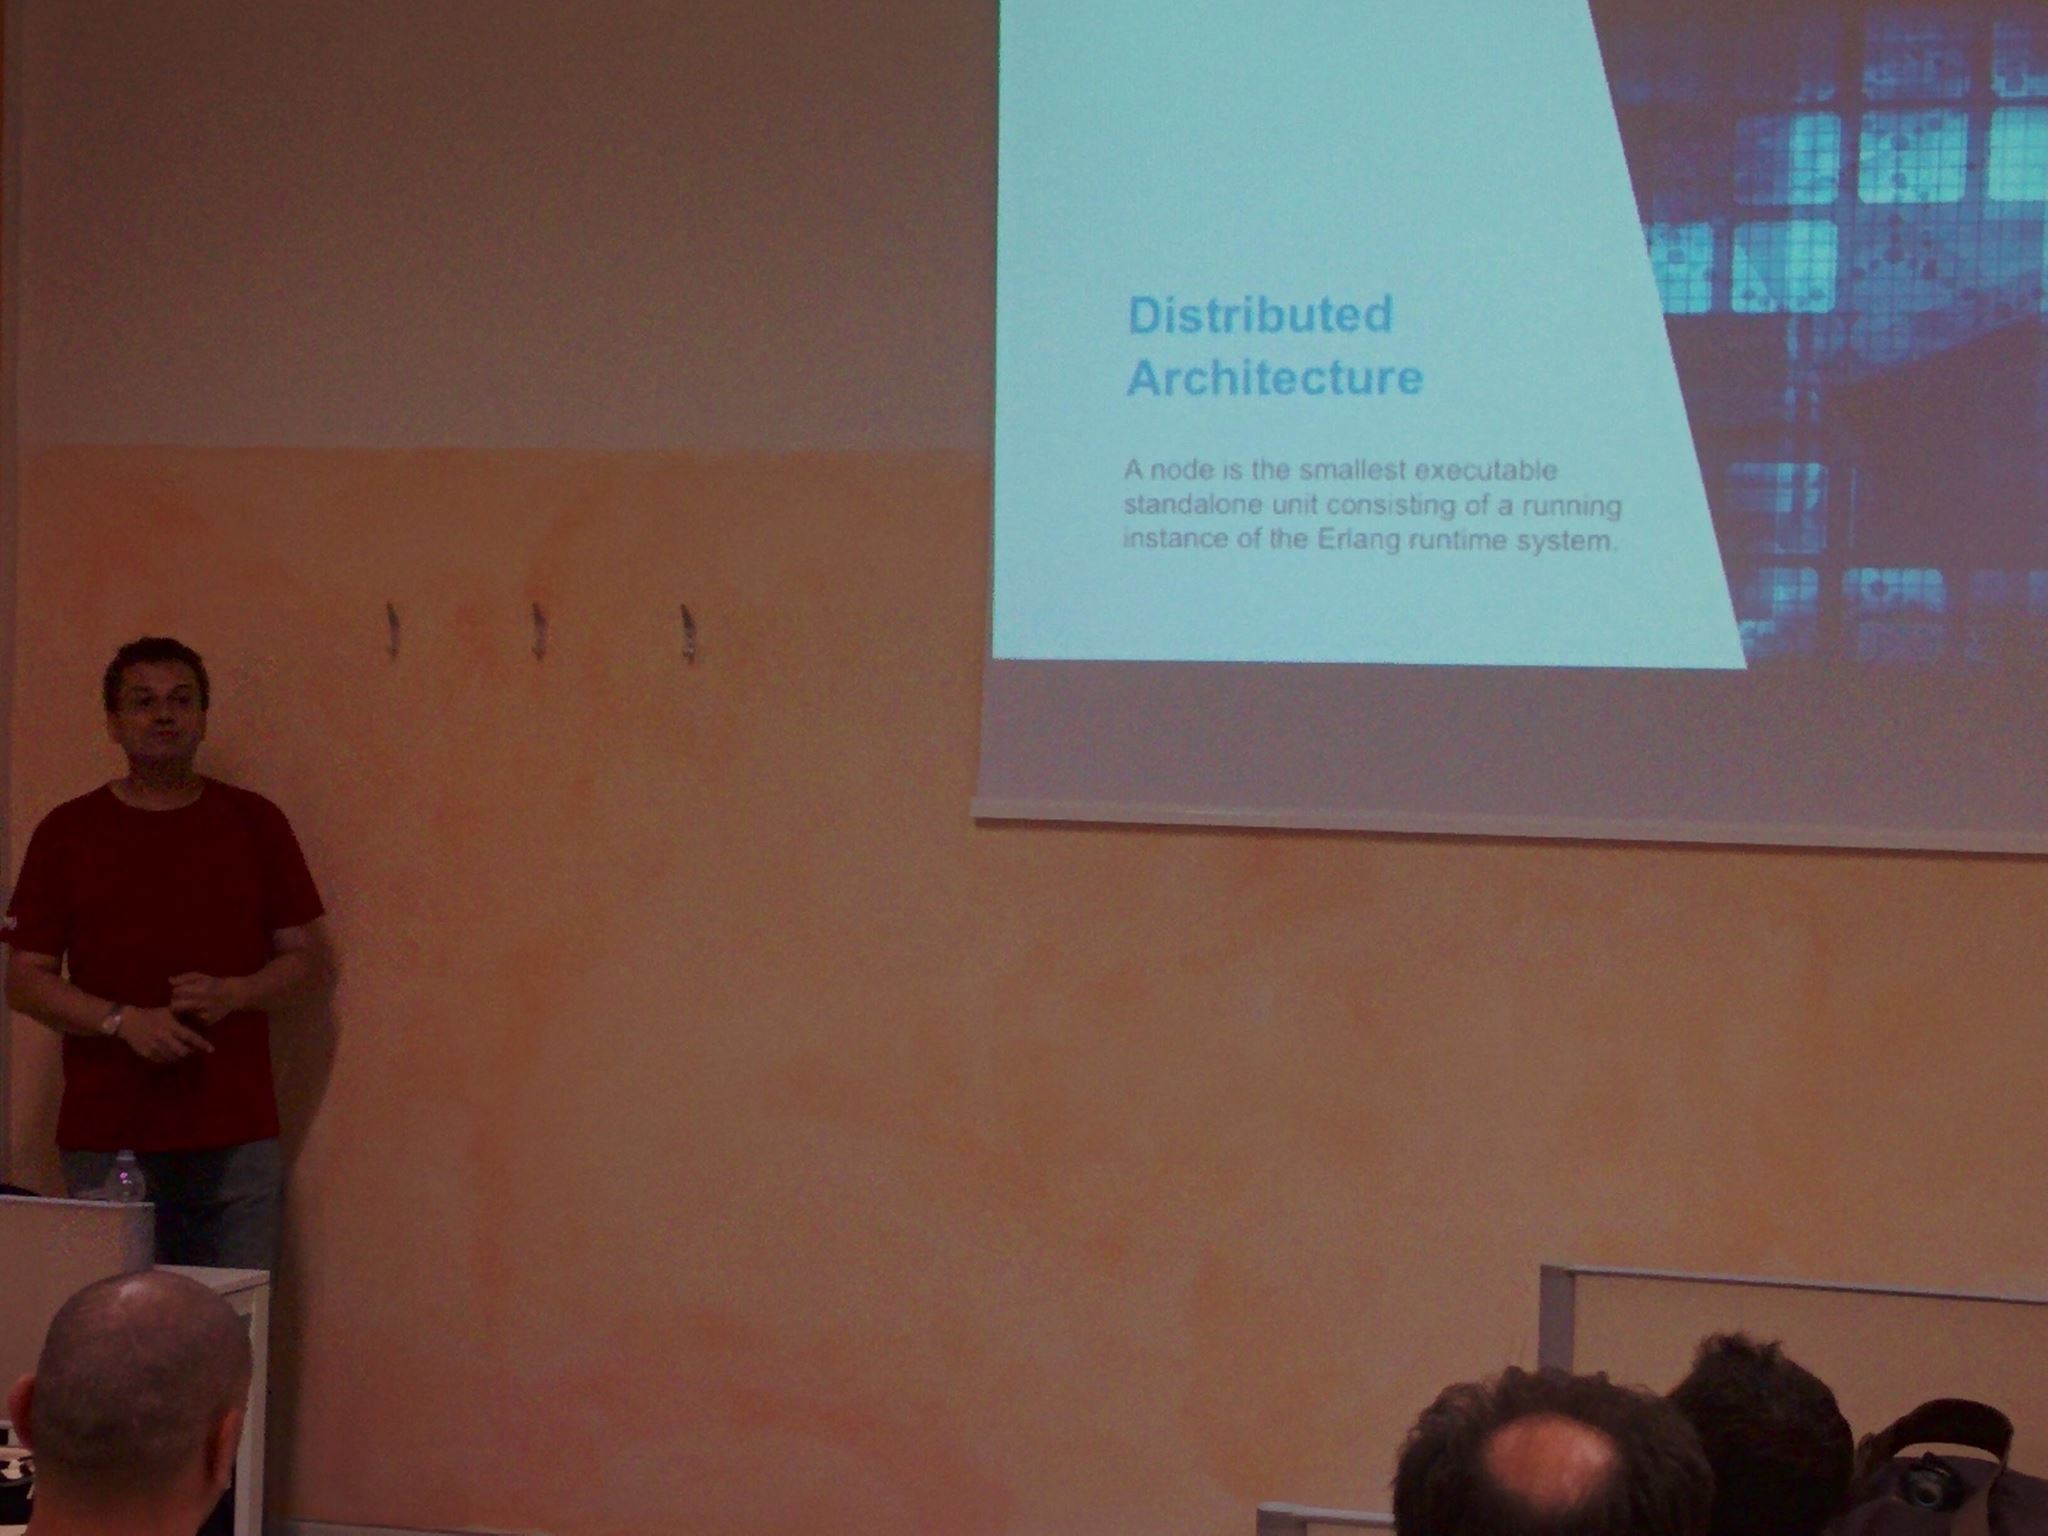 Distributed
Architecture
A node is the smallest executable
standalone unit consisting of a running
instance of the Erlang runtime system.